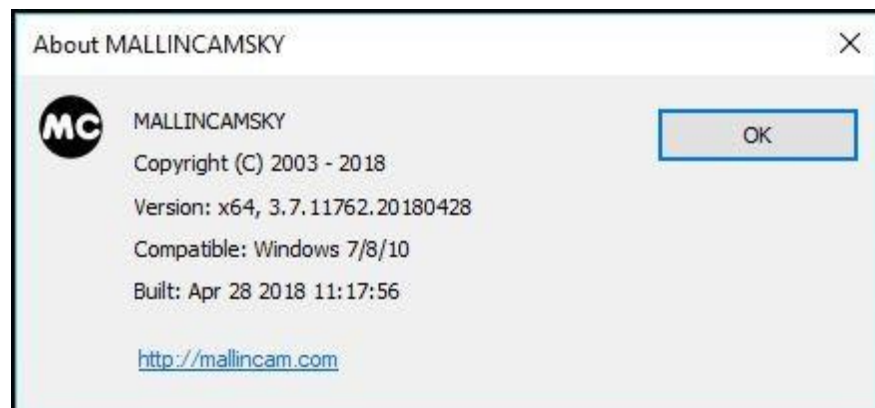 About MALLINCAMSKY
MC
MALLINCAMSKY
OK
Copyright (C) 2003 - 2018
Version: x64, 3.7.11762.20180428
Compatible: Windows 7/8/10
Built: Apr 28 2018 11:17:56
http://mallincam.com